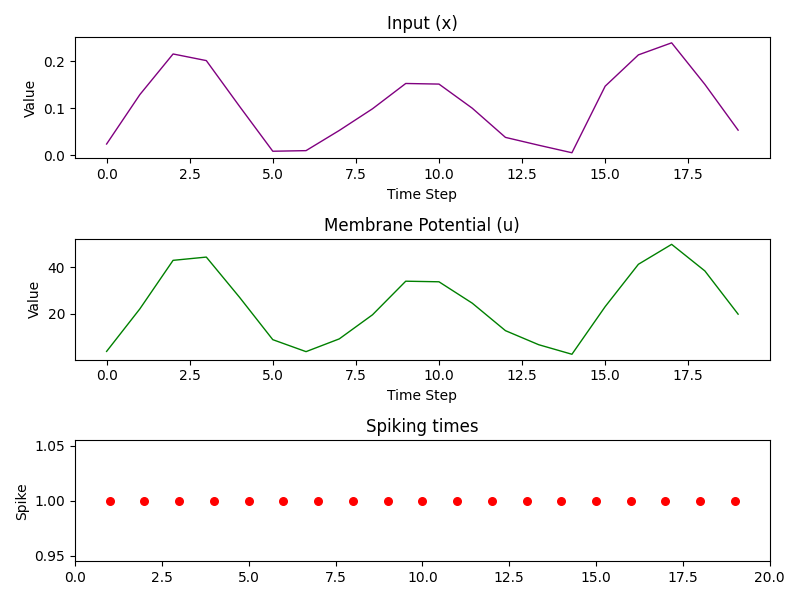 Input (x)
Value
0.2
0.1
0.0
0.0 2.5 5.0 7.5 10.0 12.5 15.0 17.5
Time Step
Membrane Potential (u)
Value
40
20
0.0 2.5 5.0 7.5 10.0 12.5 15.0 17.5
Time Step
Spiking times
Spike
1.05
1.00
0.95
0.0 2.5 5.0 7.5 10.0 12.5 15.0 17.5 20.0